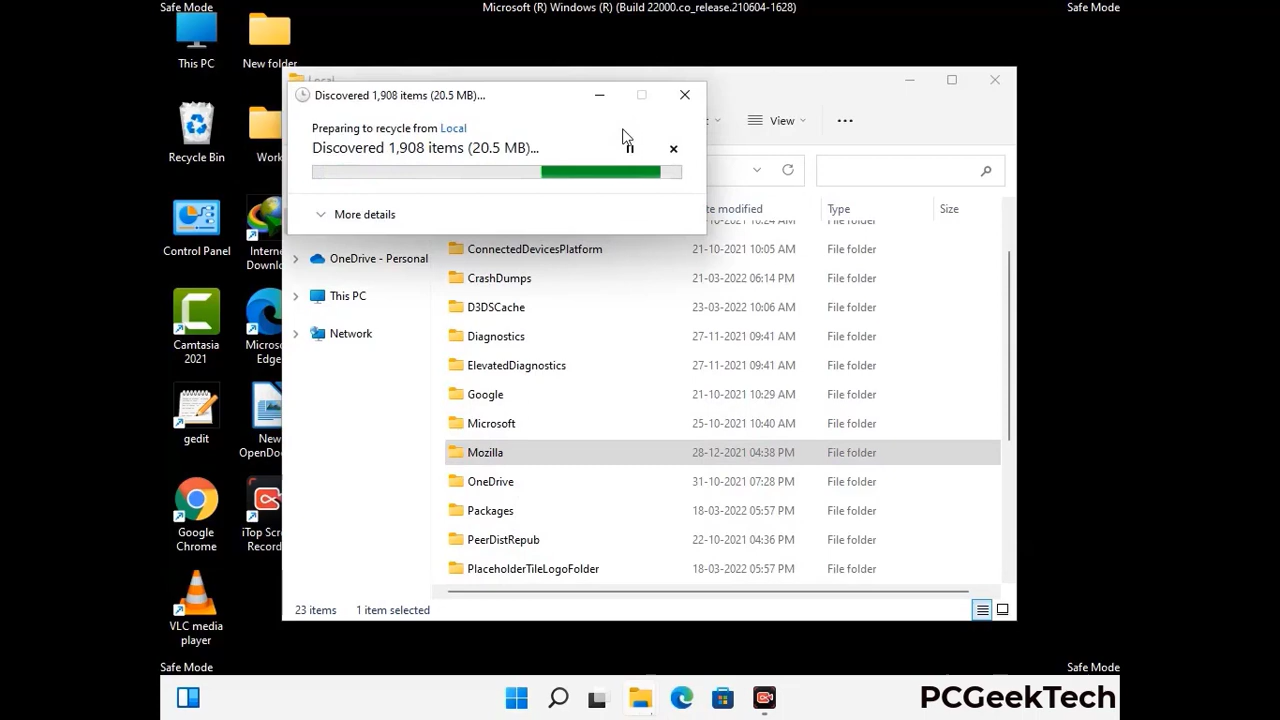 Safe Mode
Microsoft (R) Windows (R) (Build 22000.co_release.210604-1628)
Safe Mode
This PC
New folder
Recycle Bin
Work
Control Panel
Camtasia
2021
Edge
gedit
New
Google
Chrome
VLC media
player
Local
Discovered 1,908 items (20.5 MB)...
Preparing to recycle from Local
Discovered 1,908 items (20.5 MB)...
More details
View
Type
Size
OneDrive - Personal
This PC
Network
File folder
ConnectedDevicesPlatform 21-10-2021 10:05 AM File folder
CrashDumps 21-03-2022 06:14 PM File folder
D3DSCache 23-03-2022 10:06 AM File folder
Diagnostics 27-11-2021 09:41 AM File folder
ElevatedDiagnostics 27-11-2021 09:41 AM File folder
Google 21-10-2021 10:29 AM File folder
Microsoft 25-10-2021 10:40 AM File folder
Mozilla 28-12-2021 04:38 PM File folder
OneDrive 31-10-2021 07:28 PM File folder
Packages 18-03-2022 05:57 PM File folder
PeerDistRepub 22-10-2021 04:36 PM File folder
PlaceholderTileLogoFolder 18-03-2022 05:57 PM File folder
23 items 1 item selected
Safe Mode
Safe Mode
PCGeekTech